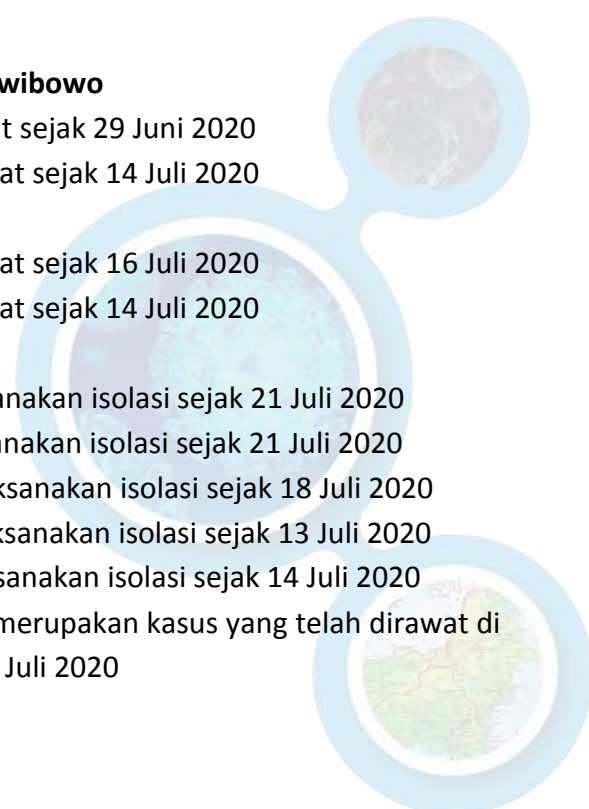 wibowo
t sejak 29 Juni 2020
at sejak 14 Juli 2020
at sejak 16 Juli 2020
at sejak 14 Juli 2020
anakan isolasi sejak 21 Juli 2020
anakan isolasi sejak 21 Juli 2020
ksanakan isolasi sejak 18 Juli 2020
ksanakan isolasi sejak 13 Juli 2020
sanakan isolasi sejak 14 Juli 2020
merupakan kasus yang telah dirawat di
Juli 2020